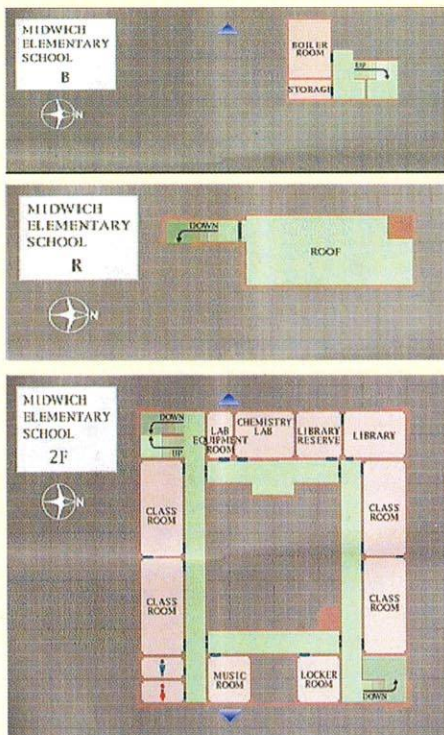 MIDWICH
ELEMENTARY
SCHOOL
B
N
BOILER
ROOM
STORAGE
UP
MIDWICH
ELEMENTARY
SCHOOL
R
N
DOWN
ROOF
MIDWICH
ELEMENTARY
SCHOOL
2F
N
DOWN
UP
LAB
EQUIPMENT
ROOM
CHEMISTRY
LAB
LIBRARY
RESERVE
LIBRARY
CLASS
ROOM
CLASS
ROOM
CLASS
ROOM
CLASS
ROOM
MUSIC
ROOM
LOCKER
ROOM
DOWN